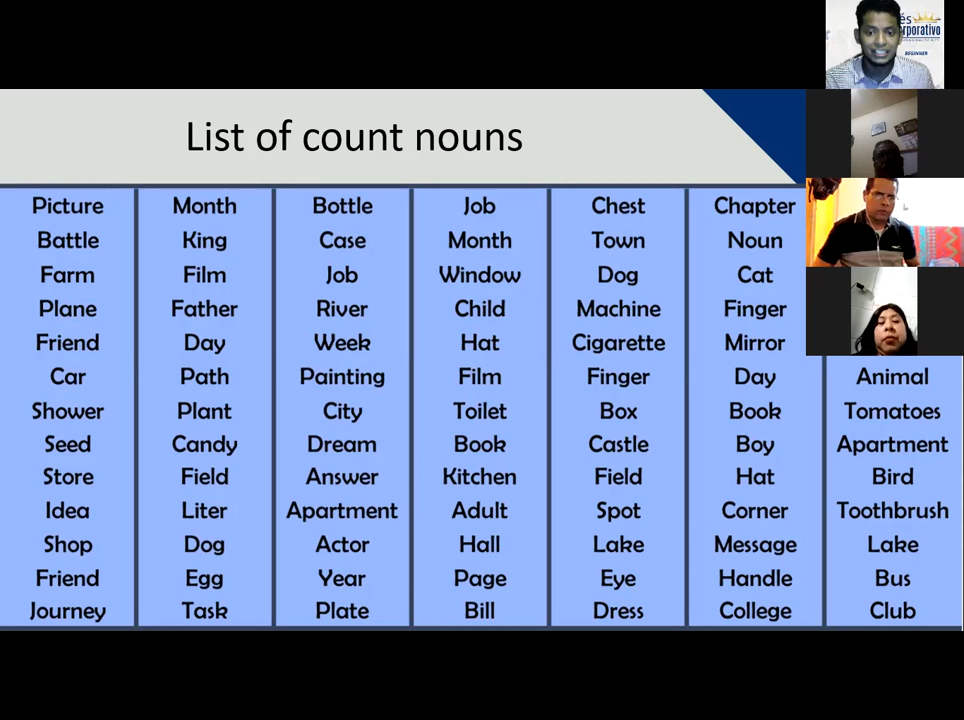 és
rporativo
BEGINNER
List of count nouns
Picture Month Bottle Job Chest Chapter
Battle King Case Month Town Noun
Farm Film Job Window Dog Cat
Plane Father River Child Machine Finger
Friend Day Week Hat Cigarette Mirror
Car Path Painting Film Finger Day Animal
Shower Plant City Toilet Box Book Tomatoes
Seed Candy Dream Book Castle Boy Apartment
Store Field Answer Kitchen Field Hat Bird
Idea Liter Apartment Adult Spot Corner Toothbrush
Shop Dog Actor Hall Lake Message Lake
Friend Egg Year Page Eye Handle Bus
Journey Task Plate Bill Dress College Club